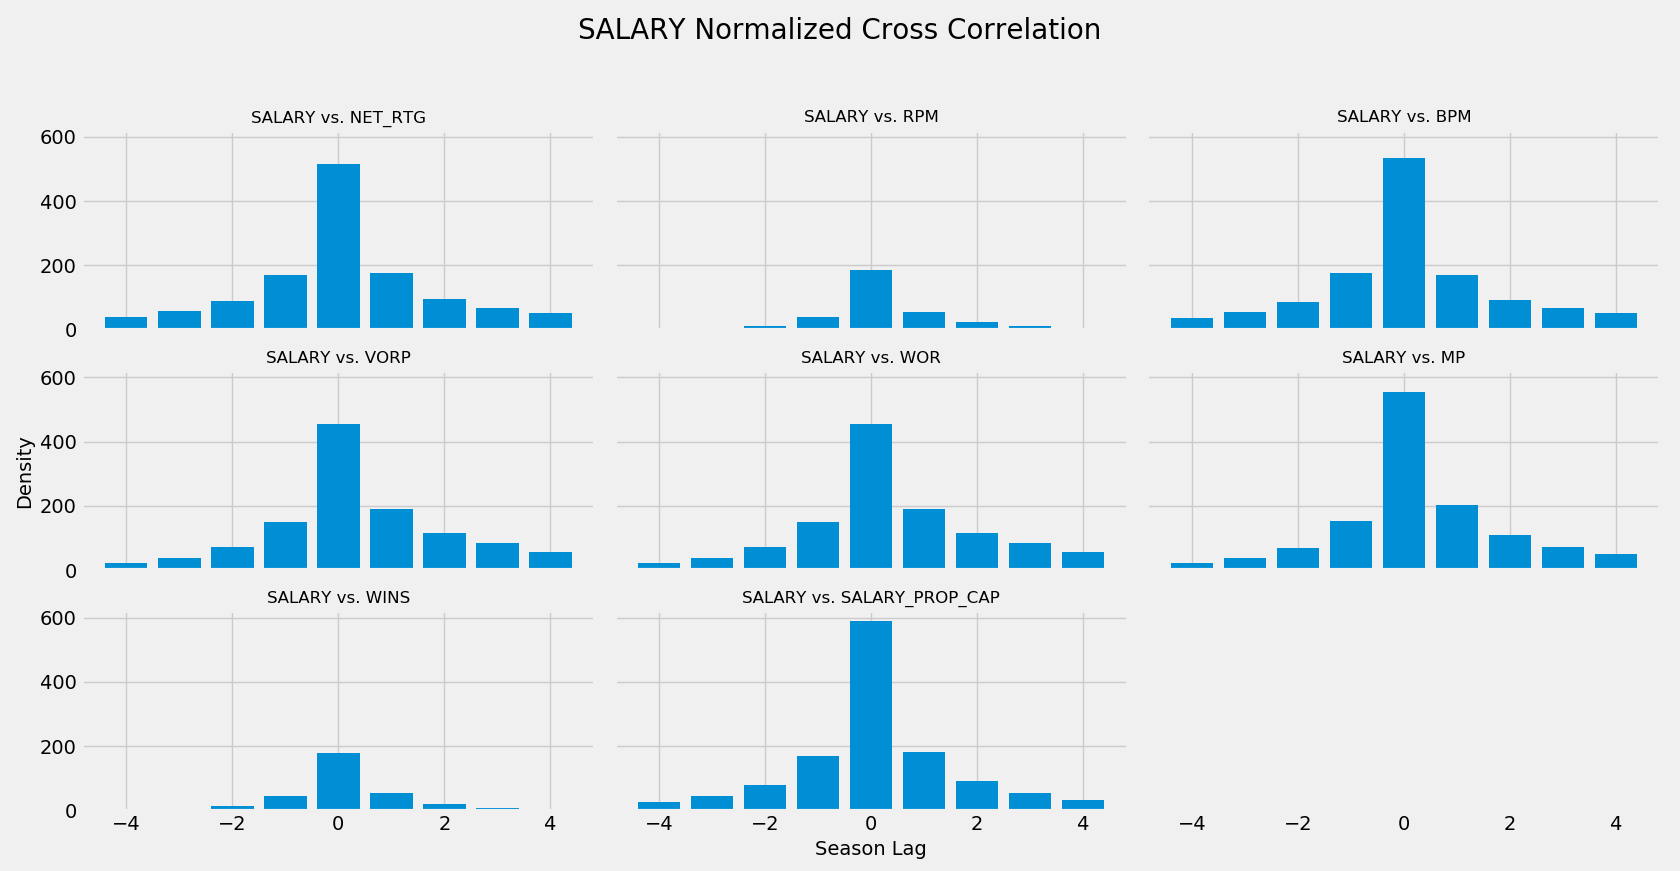 SALARY Normalized Cross Correlation
SALARY vs. NET_RTG
SALARY vs. RPM
SALARY vs. BPM
600
400
200
0
SALARY vs. VORP
SALARY vs. WOR
SALARY vs. MP
600
400
200
0
Density
SALARY vs. WINS
SALARY vs. SALARY_PROP_CAP
600
400
200
0
−4 −2 0 2 4
−4 −2 0 2 4
−4 −2 0 2 4
Season Lag